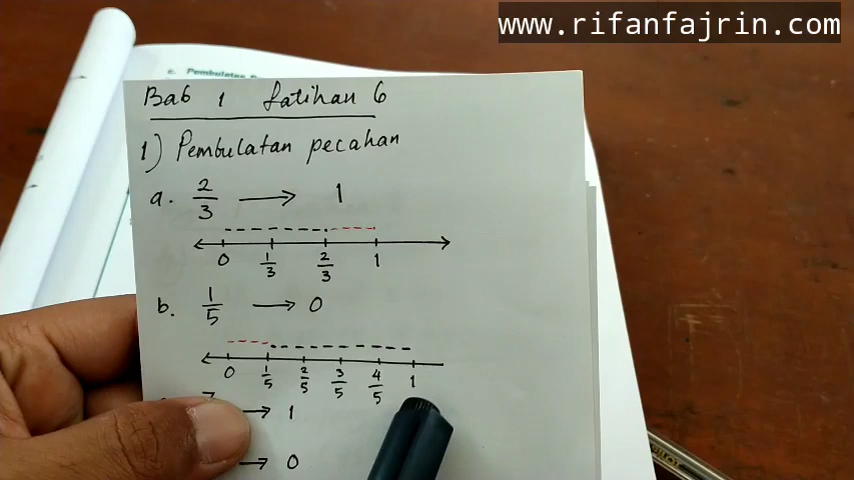 www.rifanfajrin.com
c. Pembulatan
Bab 1 Latihan 6
1) Pembulatan pecahan
a. 2/3 → 1
0 1/3 2/3 1
b. 1/5 → 0
0 1/5 2/5 3/5 4/5 1
→ 1
→ 0